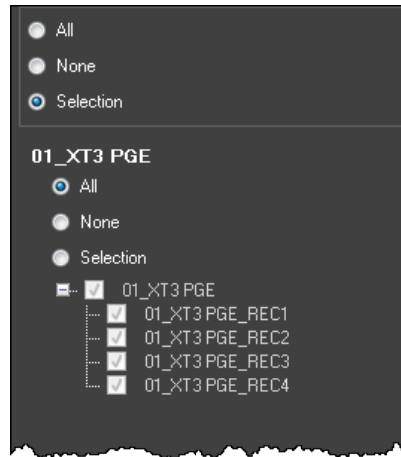 All
None
Selection
01_XT3 PGE
All
None
Selection
01_XT3 PGE
01_XT3 PGE_REC1
01_XT3 PGE_REC2
01_XT3 PGE_REC3
01_XT3 PGE_REC4